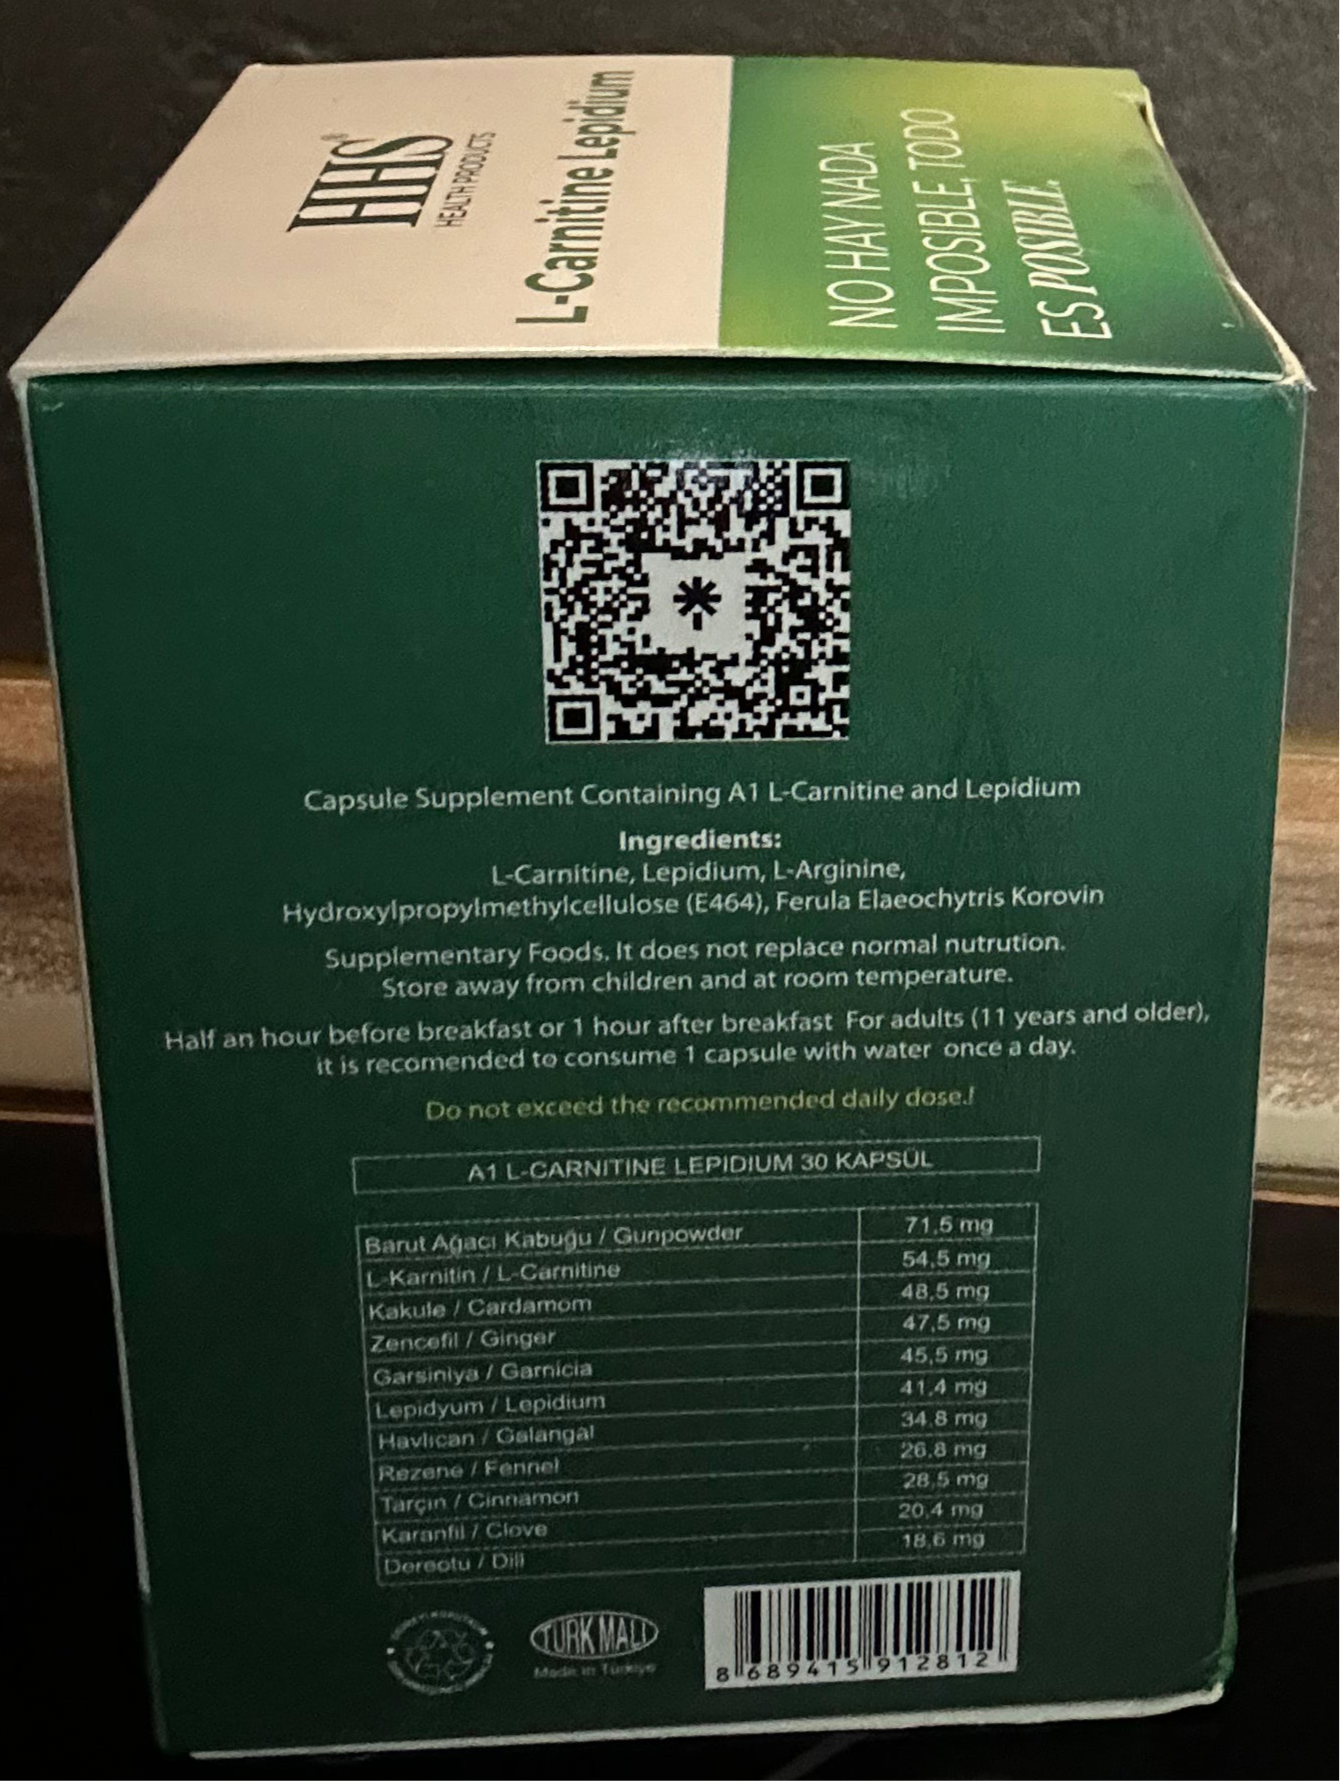 HHS®
HEALTH PRODUCTS
L-Carnitine Lepidium
NO HAY NADA
IMPOSIBLE, TODO
ES POSIBLE.
Capsule Supplement Containing A1 L-Carnitine and Lepidium
Ingredients:
L-Carnitine, Lepidium, L-Arginine,
Hydroxylpropylmethylcellulose (E464), Ferula Elaeochytris Korovin
Supplementary Foods. It does not replace normal nutrution.
Store away from children and at room temperature.
Half an hour before breakfast or 1 hour after breakfast For adults (11 years and older),
it is recomended to consume 1 capsule with water once a day.
Do not exceed the recommended daily dose.!
A1 L-CARNITINE LEPIDIUM 30 KAPSÜL
Barut Ağacı Kabuğu / Gunpowder 71,5 mg
L-Karnitin / L-Carnitine 54,5 mg
Kakule / Cardamom 48,5 mg
Zencefil / Ginger 47,5 mg
Garsiniya / Garnicia 45,5 mg
Lepidyum / Lepidium 41,4 mg
Havlıcan / Galangal 34,8 mg
Rezene / Fennel 26,8 mg
Tarçın / Cinnamon 28,5 mg
Karanfil / Clove 20,4 mg
Dereotu / Dill 18,6 mg
TURK MALI
Made in Türkiye
8 689415 912812